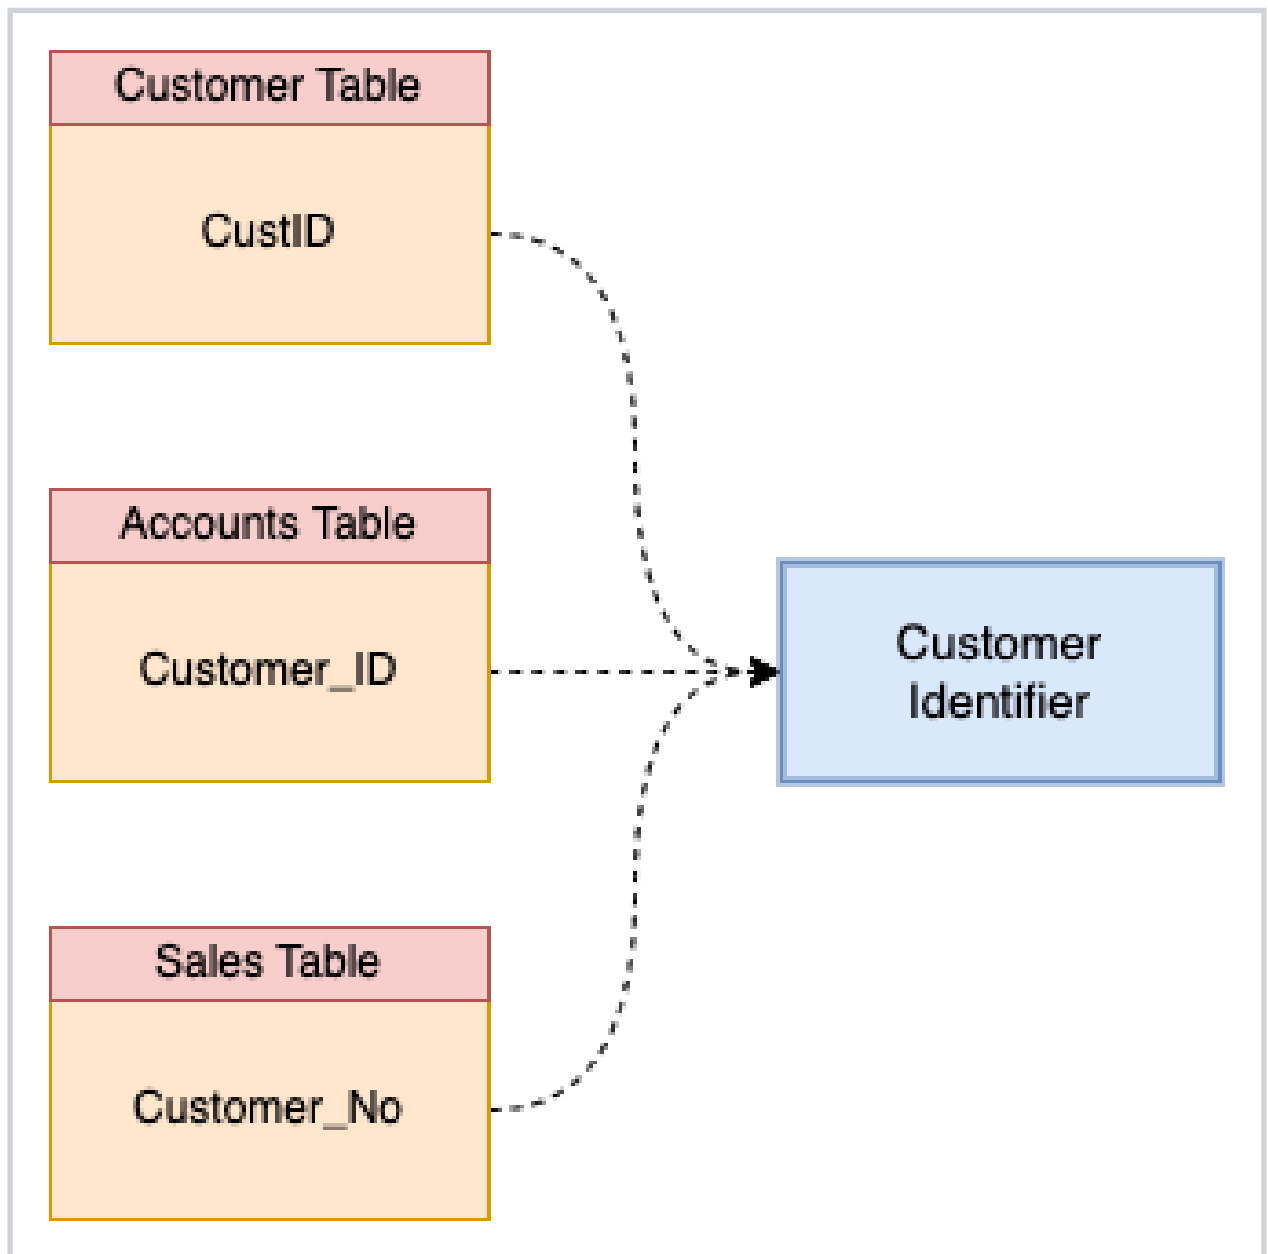 Customer Table
CustID
Accounts Table
Customer_ID
Customer
Identifier
Sales Table
Customer_No